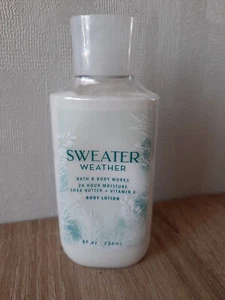 SWEATER
WEATHER
BATH & BODY WORKS
24 HOUR MOISTURE
SHEA BUTTER + VITAMIN E
BODY LOTION